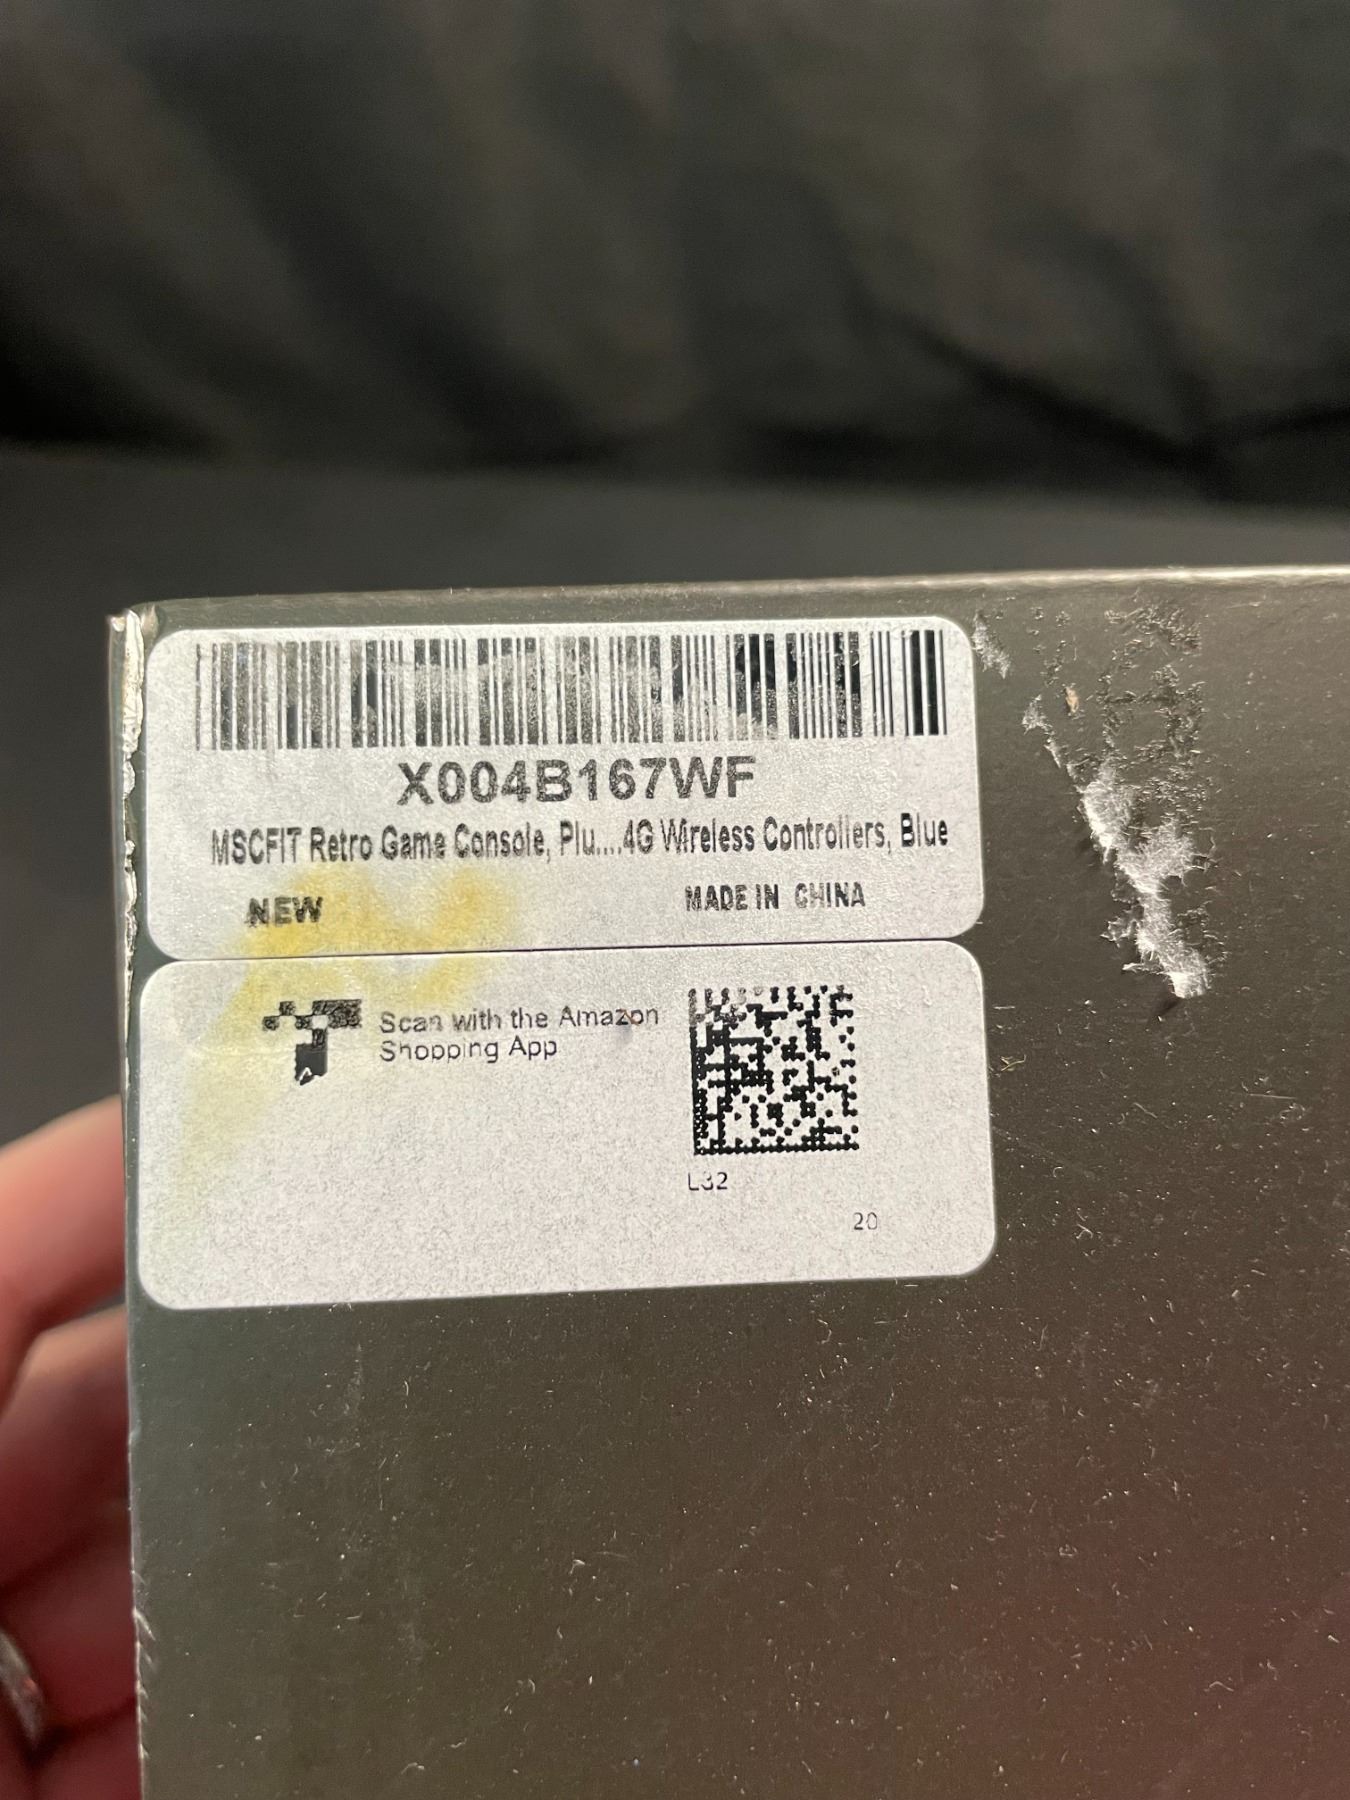 X004B167WF
MSCFIT Retro Game Console, Plu....4G Wireless Controllers, Blue
NEW
MADE IN CHINA
Scan with the Amazon
Shopping App
L32
20